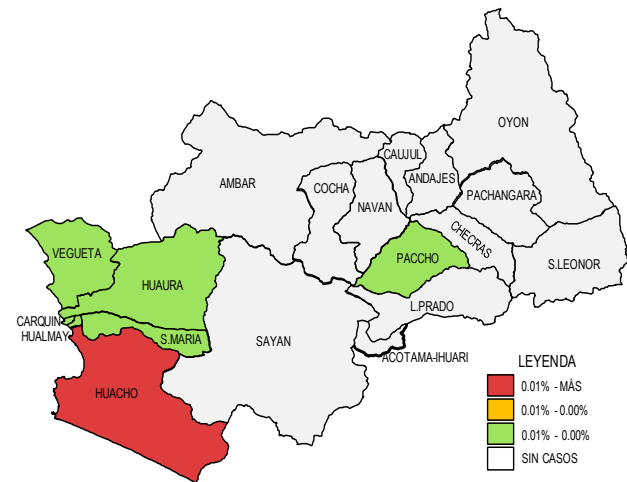 OYON
CAUJUL
ANDAJES
AMBAR
COCHA
NAVAN
PACHANGARA
CHECRAS
VEGUETA
PACCHO
S.LEONOR
HUAURA
L.PRADO
CARQUIN
HUALMAY
S.MARIA
SAYAN
ACOTAMA-IHUARI
HUACHO
LEYENDA
0.01% - MÁS
0.01% - 0.00%
0.01% - 0.00%
SIN CASOS